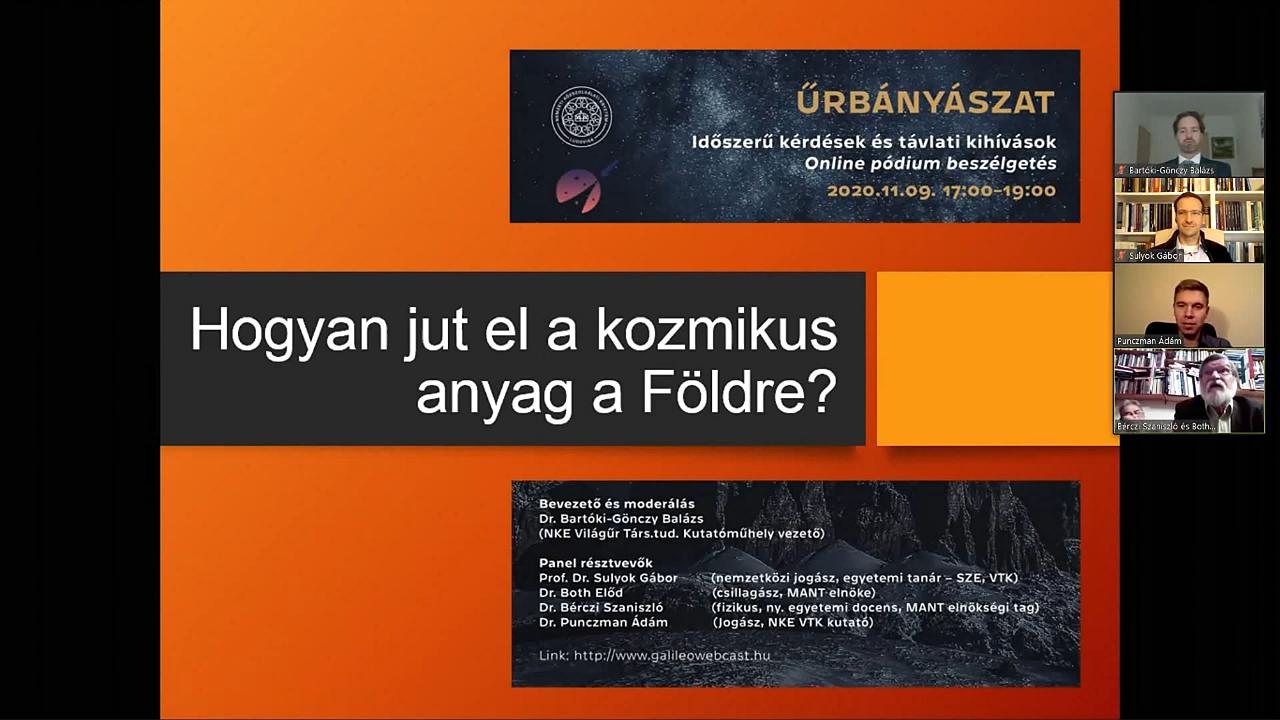 ŰRBÁNYÁSZAT
Időszerű kérdések és távlati kihívások
Online pódium beszélgetés
2020.11.09. 17:00–19:00
Hogyan jut el a kozmikus
anyag a Földre?
Bevezető és moderálás
Dr. Bartóki-Gönczy Balázs
(NKE Világűr Társ.tud. Kutatóműhely vezető)
Panel résztvevők
Prof. Dr. Sulyok Gábor (nemzetközi jogász, egyetemi tanár – SZE, VTK)
Dr. Both Előd (csillagász, MANT elnöke)
Dr. Bérczi Szaniszló (fizikus, ny. egyetemi docens, MANT elnökségi tag)
Dr. Punczman Ádám (Jogász, NKE VTK kutató)
Link: http://www.galileowebcast.hu
Bartóki-Gönczy Balázs
Sulyok Gábor
Punczman Ádám
Bérczi Szaniszló és Both...